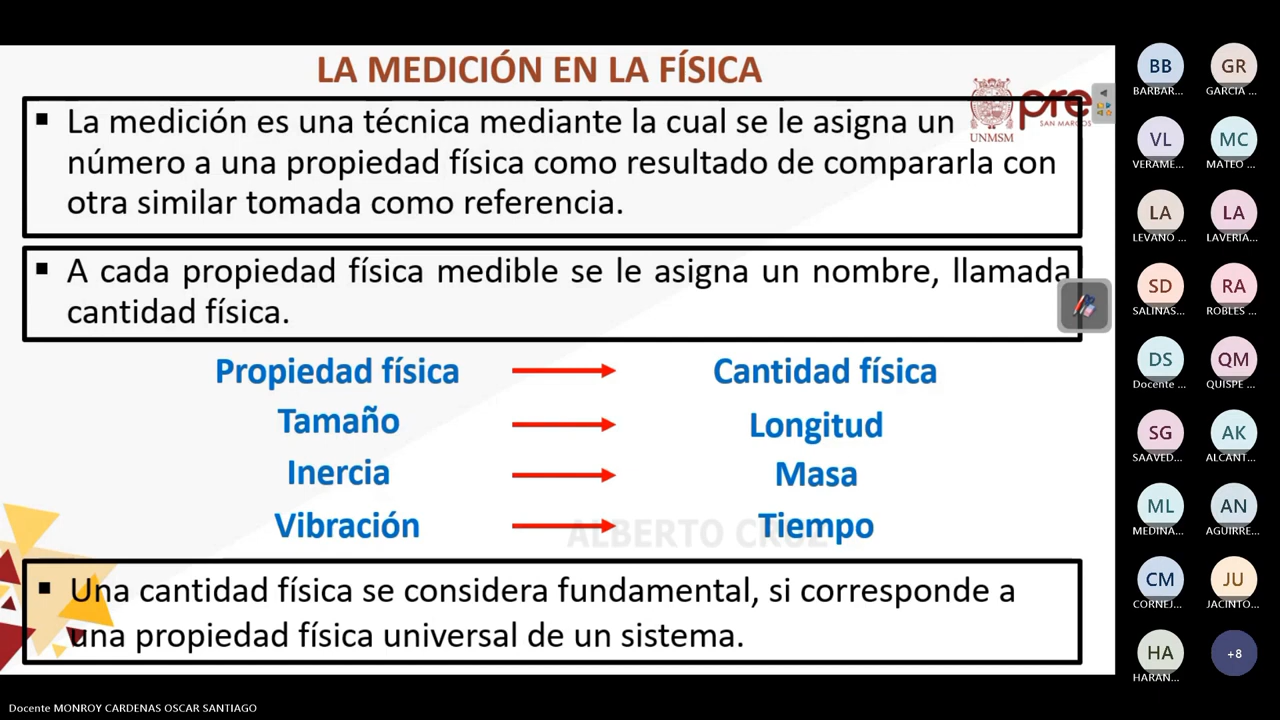 LA MEDICIÓN EN LA FÍSICA
UNMSM
pre
SAN MARCOS
▪ La medición es una técnica mediante la cual se le asigna un
número a una propiedad física como resultado de compararla con
otra similar tomada como referencia.
▪ A cada propiedad física medible se le asigna un nombre, llamada
cantidad física.
Propiedad física → Cantidad física
Tamaño → Longitud
Inercia → Masa
Vibración → Tiempo
ALBERTO CRUZ
▪ Una cantidad física se considera fundamental, si corresponde a
una propiedad física universal de un sistema.
BB GR
BARBAR... GARCIA ...
VL MC
VERAME... MATEO ...
LA LA
LEVANO ... LAVERIA...
SD RA
SALINAS... ROBLES ...
DS QM
Docente ... QUISPE ...
SG AK
SAAVED... ALCANT...
ML AN
MEDINA... AGUIRRE...
CM JU
CORNEJ... JACINTO...
HA +8
HARAN...
Docente MONROY CARDENAS OSCAR SANTIAGO